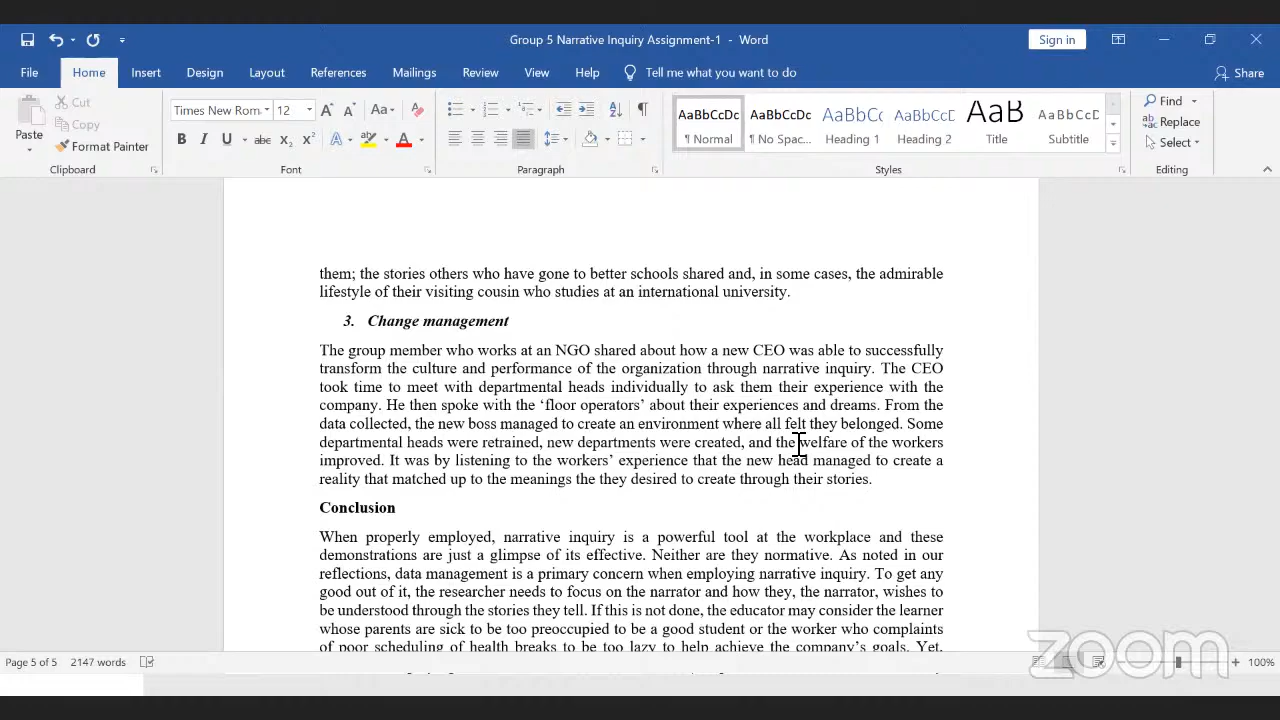 Group 5 Narrative Inquiry Assignment-1 - Word
Sign in
File Home Insert Design Layout References Mailings Review View Help Tell me what you want to do Share
Paste
Cut
Copy
Format Painter
Clipboard
Times New Rom 12
Font
Paragraph
AaBbCcDc AaBbCcDc AaBbCc AaBbCcD AaB AaBbCcD
¶ Normal ¶ No Spac... Heading 1 Heading 2 Title Subtitle
Styles
Find
Replace
Select
Editing
them; the stories others who have gone to better schools shared and, in some cases, the admirable
lifestyle of their visiting cousin who studies at an international university.
3. Change management
The group member who works at an NGO shared about how a new CEO was able to successfully
transform the culture and performance of the organization through narrative inquiry. The CEO
took time to meet with departmental heads individually to ask them their experience with the
company. He then spoke with the ‘floor operators’ about their experiences and dreams. From the
data collected, the new boss managed to create an environment where all felt they belonged. Some
departmental heads were retrained, new departments were created, and the welfare of the workers
improved. It was by listening to the workers’ experience that the new head managed to create a
reality that matched up to the meanings the they desired to create through their stories.
Conclusion
When properly employed, narrative inquiry is a powerful tool at the workplace and these
demonstrations are just a glimpse of its effective. Neither are they normative. As noted in our
reflections, data management is a primary concern when employing narrative inquiry. To get any
good out of it, the researcher needs to focus on the narrator and how they, the narrator, wishes to
be understood through the stories they tell. If this is not done, the educator may consider the learner
whose parents are sick to be too preoccupied to be a good student or the worker who complaints
of poor scheduling of health breaks to be too lazy to help achieve the company’s goals. Yet,
Page 5 of 5 2147 words
100%
zoom